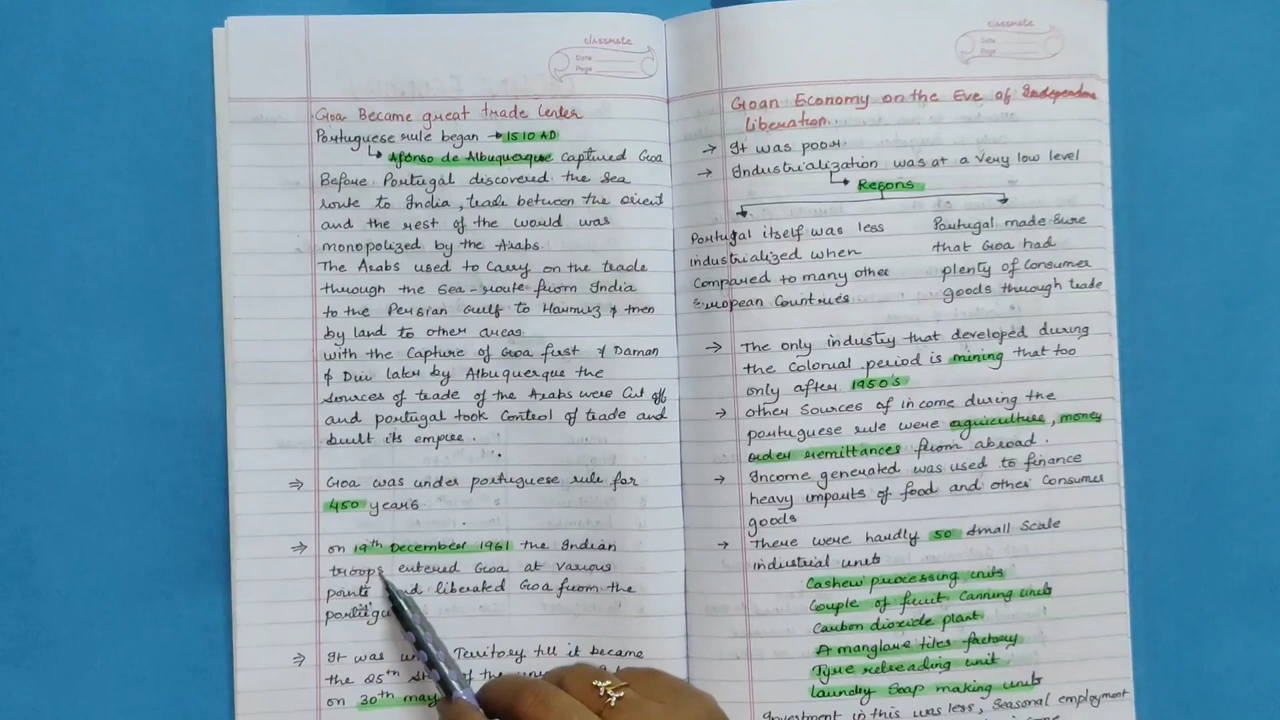 classmate
Date
Page
Goa Became great trade Center
Portuguese rule began → 1510 AD
Afonso de Albuquerque captured Goa
Before Portugal discovered the sea
route to India, trade between the orient
and the rest of the would was
monopolized by the Arabs.
The Arabs used to carry on the trade
through the Sea-route from India
to the Persian Gulf to Harmuz & then
by land to other areas.
with the Capture of Goa first & Daman
& Diu later by Albuquerque the
sources of trade of the Arabs were Cut off
and portugal took control of trade and
built its empire.
⇒ Goa was under portuguese rule for
450 years.
⇒ on 19th December 1961 the Indian
troops entered Goa at various
points and liberated Goa from the
portugu
⇒ It was un Territory till it became
the 25th of the
on 30th may
classmate
Date
Page
Goan Economy on the Eve of Independen
liberation.
→ It was poor.
→ Industrialization was at a very low level
Resons
Portugal itself was less
industrialized when
compared to many other
European Countries
Portugal made sure
that Goa had
plenty of consumer
goods through trade
→ The only industry that developed during
the colonial period is mining that too
only after 1950's
→ other sources of income during the
portuguese rule were agriculture, money
order remittances from abroad.
→ Income generated was used to finance
heavy imports of food and other consumer
goods
→ There were hardly 50 small scale
industrial units
Cashew processing units
Couple of fruit canning units
Carbon dioxide plant
A manglore tiles factory
Tyre retreading unit
laundry Soap making units
Investment in this was less, Seasonal employment